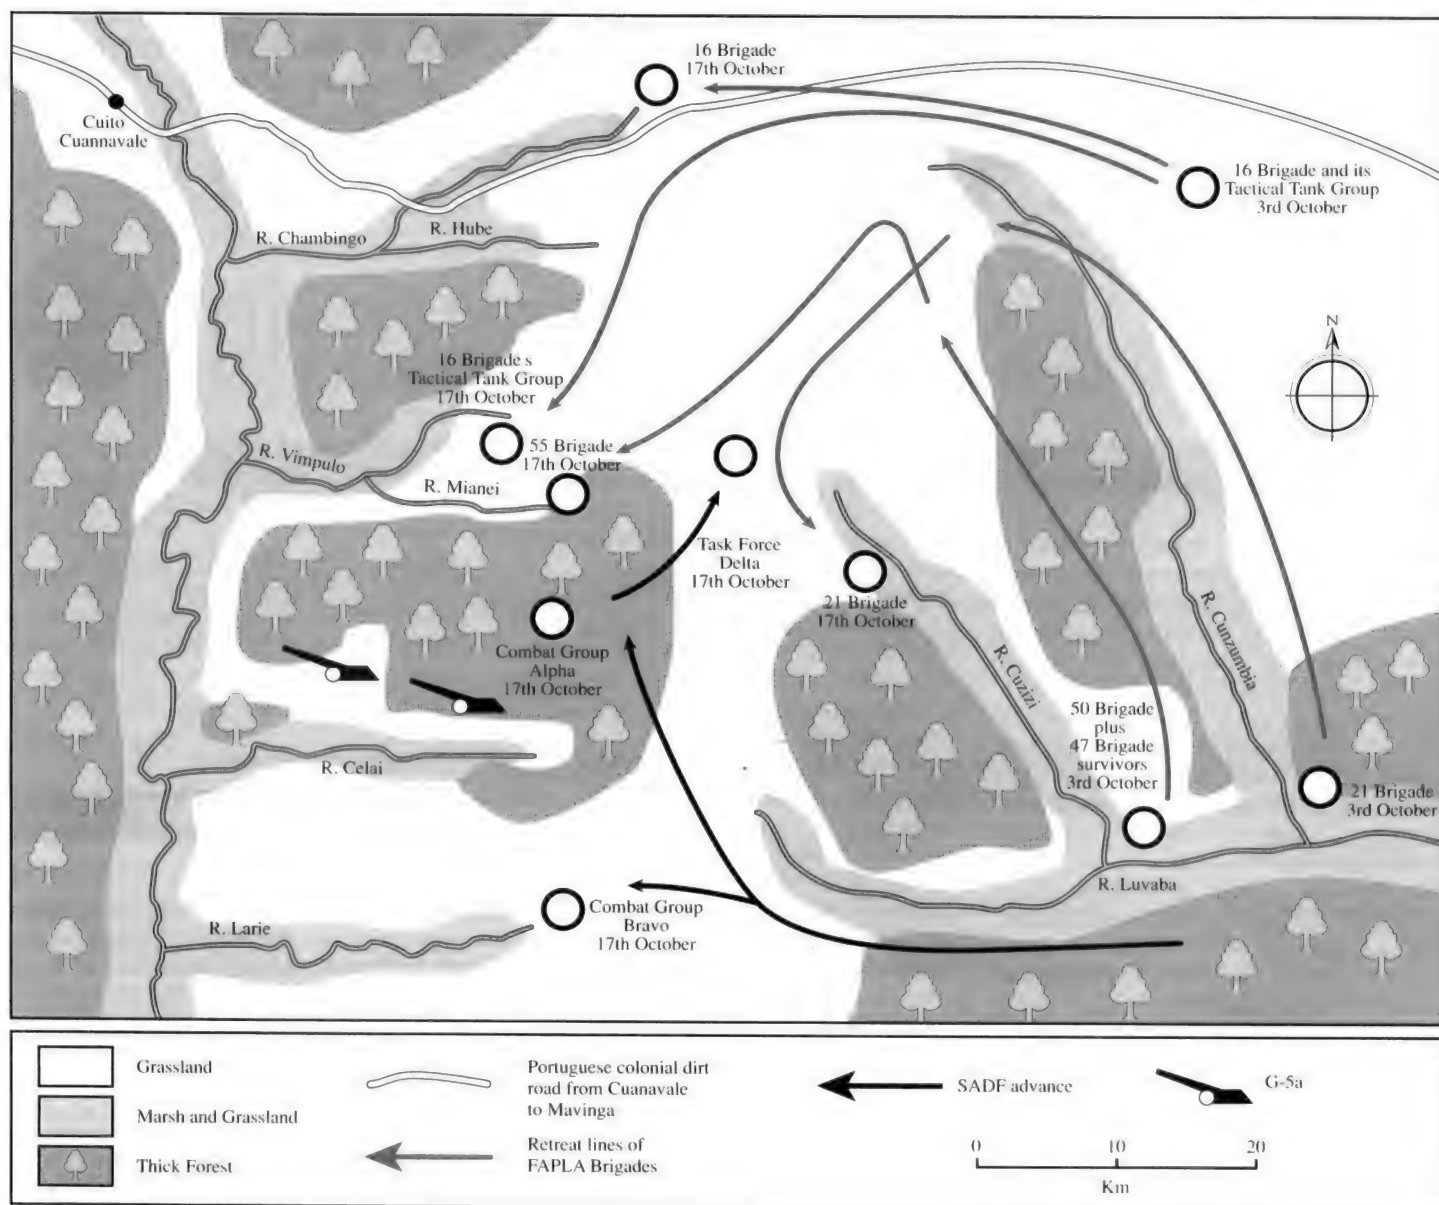 16 Brigade
17th October
Cuito
Cuannavale
16 Brigade and its
Tactical Tank Group
3rd October
R. Chambingo
R. Hube
N
16 Brigade s
Tactical Tank Group
17th October
55 Brigade
17th October
R. Vimpulo
R. Mianei
Task Force
Delta
17th October
21 Brigade
17th October
R. Cunzumbia
R. Cuzizi
Combat Group
Alpha
17th October
50 Brigade
plus
47 Brigade
survivors
3rd October
R. Celai
21 Brigade
3rd October
R. Luvaba
Combat Group
Bravo
17th October
R. Larie
Grassland
Marsh and Grassland
Thick Forest
Portuguese colonial dirt
road from Cuanavale
to Mavinga
Retreat lines of
FAPLA Brigades
SADF advance
G-5a
0 10 20
Km